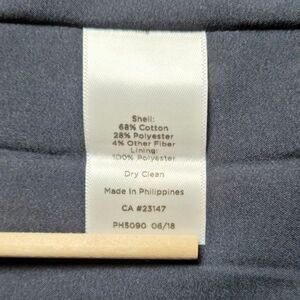 Shell:
68% Cotton
28% Polyester
4% Other Fiber
Lining:
100% Polyester
Dry Clean
Made In Philippines
CA #23147
PH5090 06/18